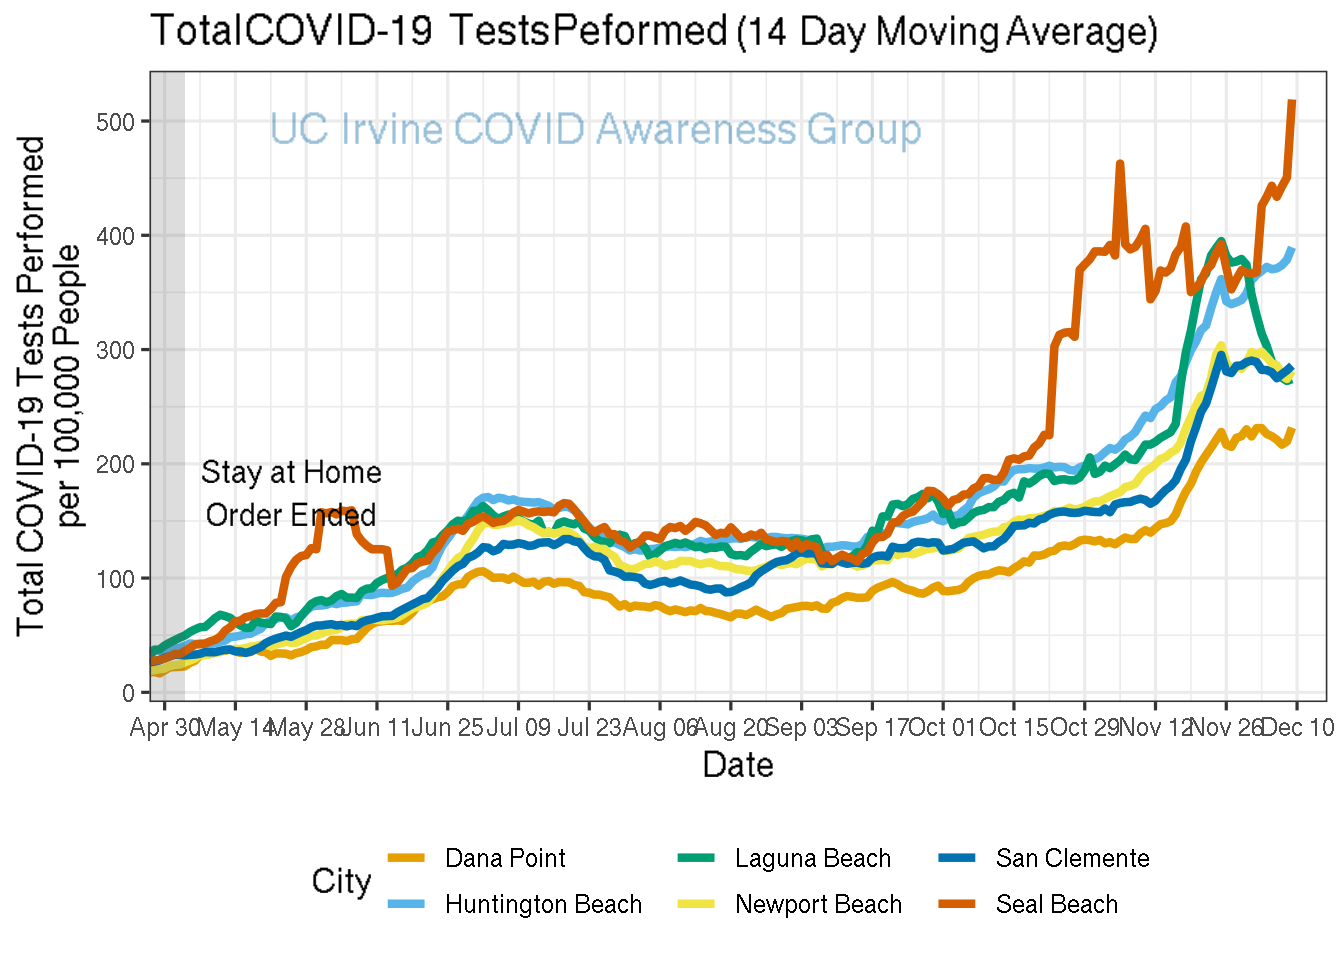 TotalCOVID-19 TestsPeformed (14 Day Moving Average)
UC Irvine COVID Awareness Group
Total COVID-19 Tests Performed
per 100,000 People
500
400
300
200
100
0
Stay at Home
Order Ended
Apr 30 May 14 May 28 Jun 11 Jun 25 Jul 09 Jul 23 Aug 06 Aug 20 Sep 03 Sep 17 Oct 01 Oct 15 Oct 29 Nov 12 Nov 26 Dec 10
Date
City
Dana Point Laguna Beach San Clemente
Huntington Beach Newport Beach Seal Beach